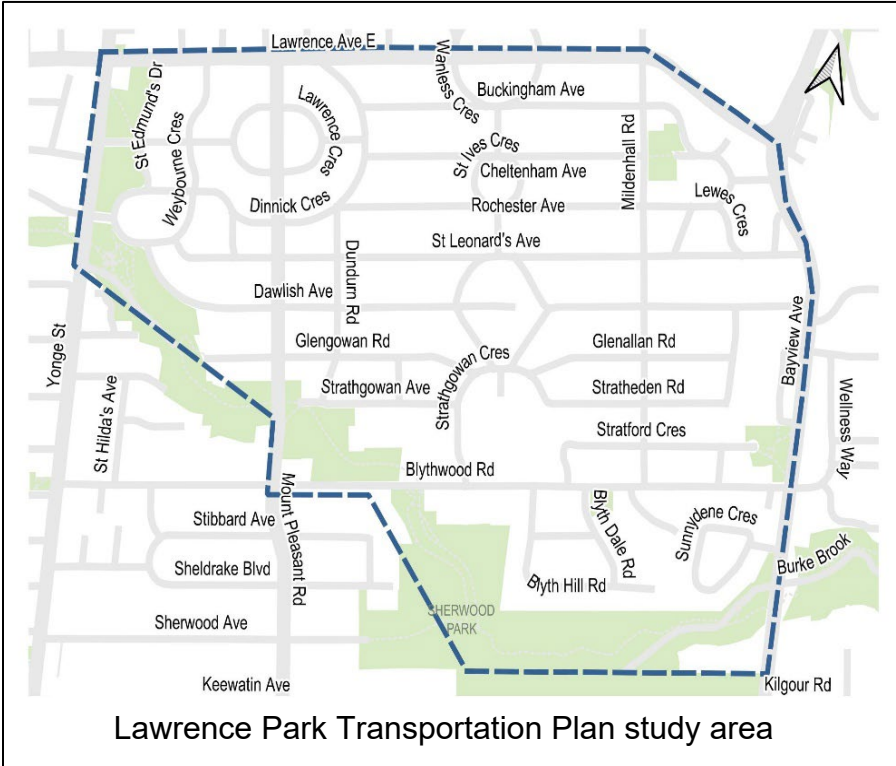 Lawrence Ave E
St Edmund's Dr
Weybourne Cres
Lawrence Cres
Wanless Cres
Buckingham Ave
Mildenhall Rd
St Ives Cres
Cheltenham Ave
Lewes Cres
Dinnick Cres
Rochester Ave
St Leonard's Ave
Dundurn Rd
Dawlish Ave
Bayview Ave
Yonge St
Glengowan Rd
Strathgowan Cres
Glenallan Rd
Strathgowan Ave
Stratheden Rd
Wellness Way
St Hilda's Ave
Stratford Cres
Blythwood Rd
Mount Pleasant Rd
Stibbard Ave
Blyth Dale Rd
Sunnydene Cres
Sheldrake Blvd
Blyth Hill Rd
Burke Brook
Sherwood Ave
SHERWOOD
PARK
Keewatin Ave
Kilgour Rd
Lawrence Park Transportation Plan study area